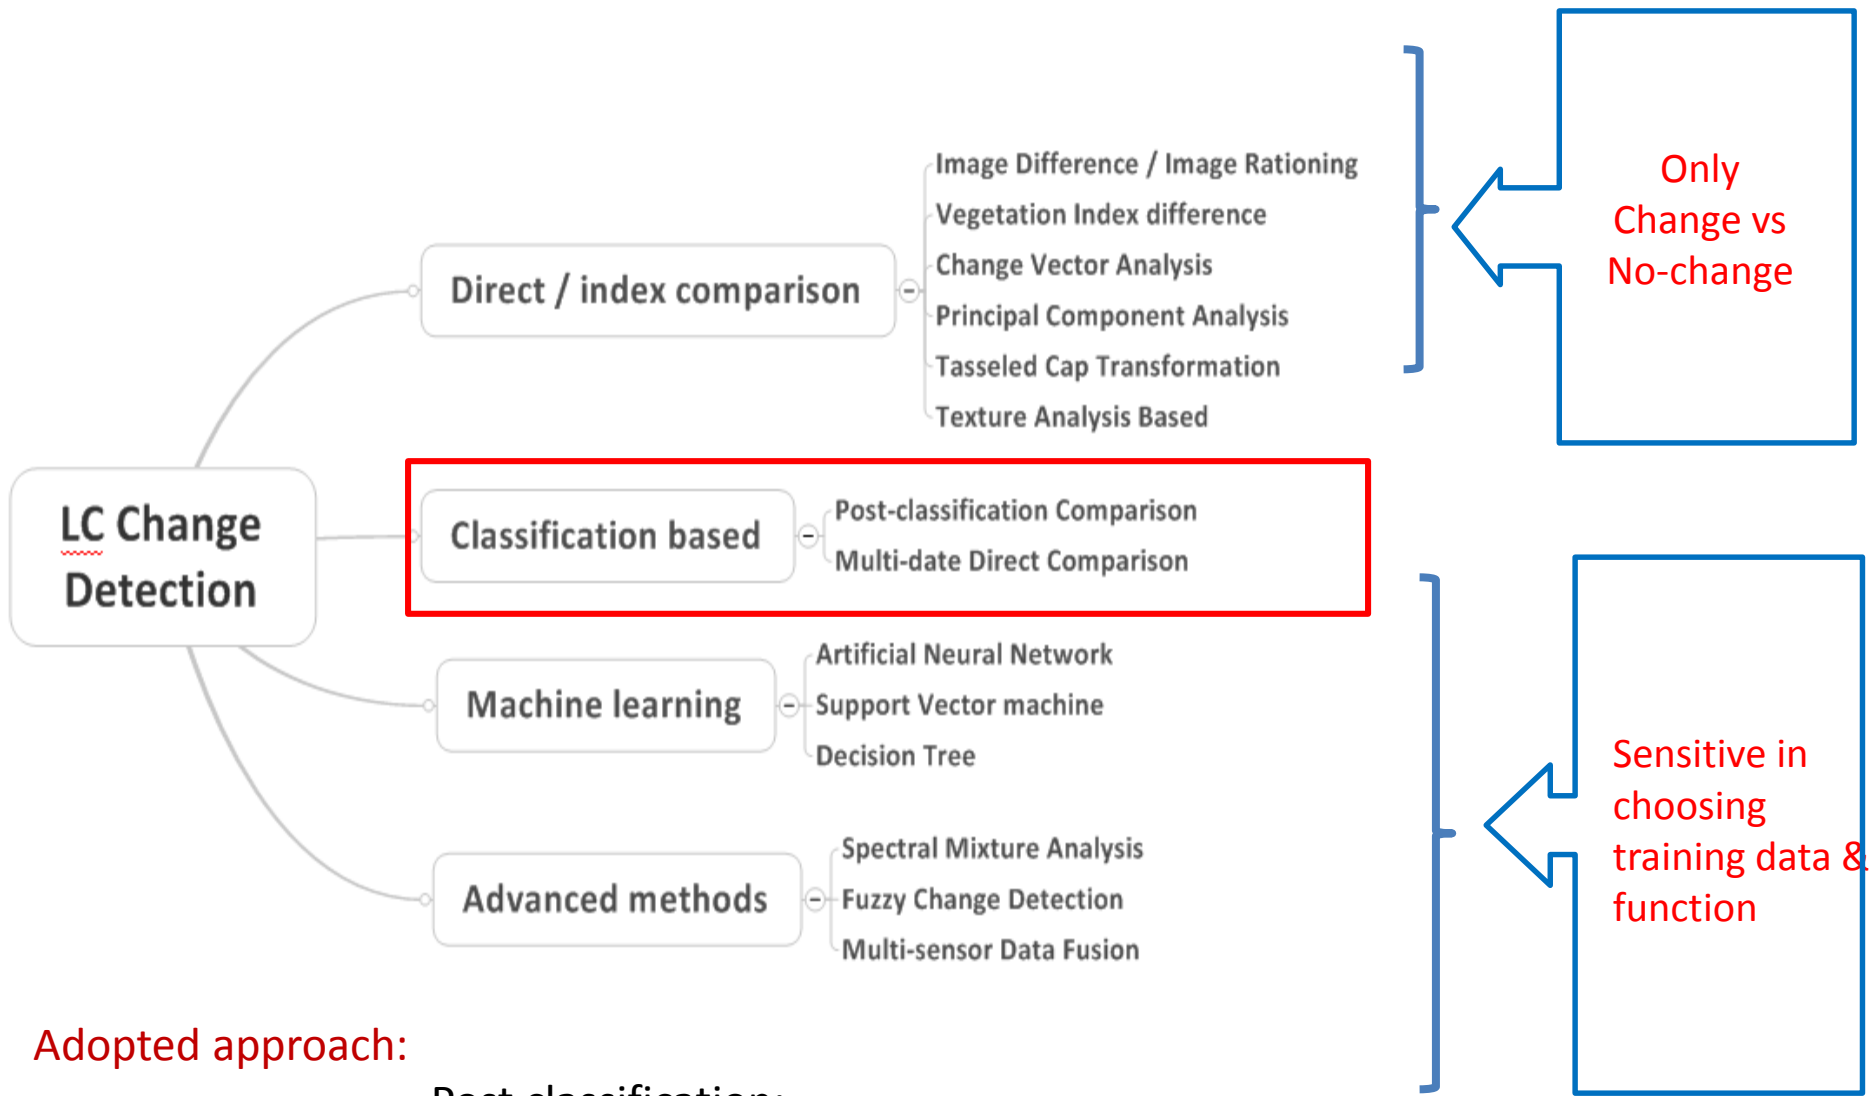 Image Difference / Image Rationing
Vegetation Index difference
Change Vector Analysis
Principal Component Analysis
Tasseled Cap Transformation
Texture Analysis Based
Direct / index comparison
Only
Change vs
No-change
LC Change
Detection
Classification based
Post-classification Comparison
Multi-date Direct Comparison
Machine learning
Artificial Neural Network
Support Vector machine
Decision Tree
Advanced methods
Spectral Mixture Analysis
Fuzzy Change Detection
Multi-sensor Data Fusion
Sensitive in
choosing
training data &
function
Adopted approach:
Post classification: